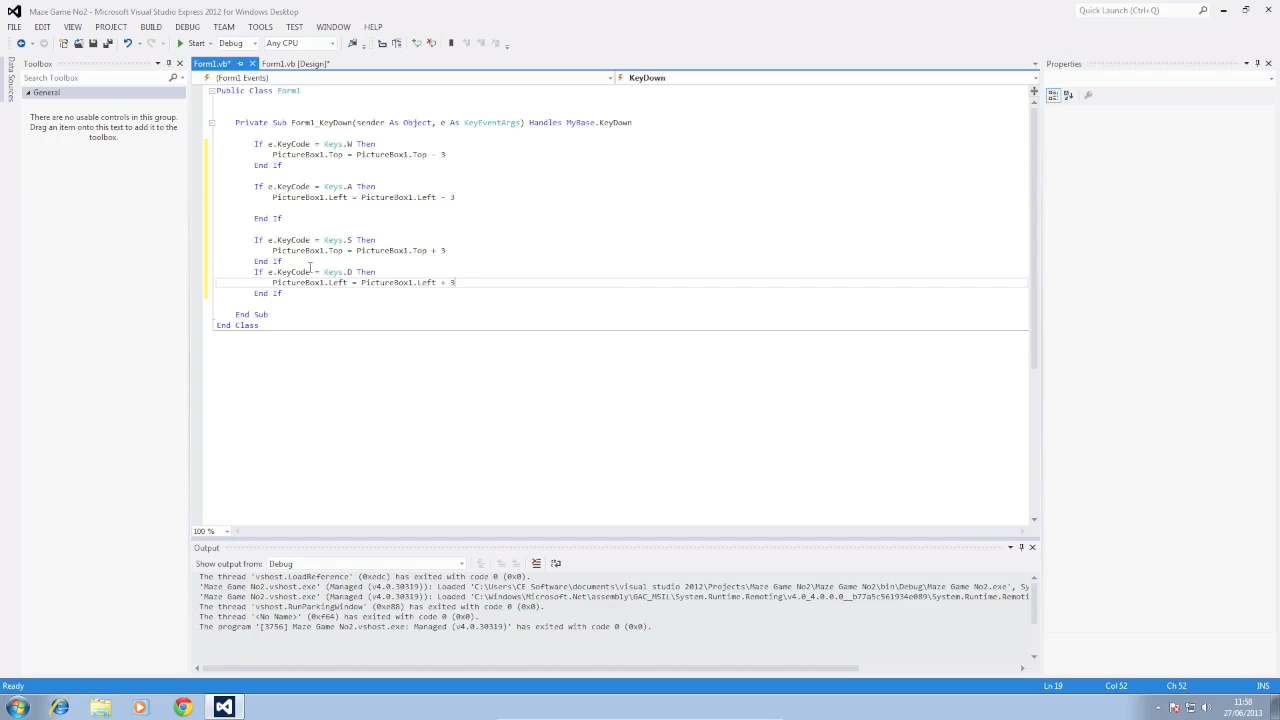 Maze Game No2 - Microsoft Visual Studio Express 2012 for Windows Desktop
Quick Launch (Ctrl+Q)
FILE EDIT VIEW PROJECT BUILD DEBUG TEAM TOOLS TEST WINDOW HELP
Start Debug Any CPU
Data Sources
Toolbox
Search Toolbox
General
There are no usable controls in this group.
Drag an item onto this text to add it to the
toolbox.
Form1.vb* Form1.vb [Design]*
(Form1 Events) KeyDown
Public Class Form1
Private Sub Form1_KeyDown(sender As Object, e As KeyEventArgs) Handles MyBase.KeyDown
If e.KeyCode = Keys.W Then
PictureBox1.Top = PictureBox1.Top - 3
End If
If e.KeyCode = Keys.A Then
PictureBox1.Left = PictureBox1.Left - 3
End If
If e.KeyCode = Keys.S Then
PictureBox1.Top = PictureBox1.Top + 3
End If
If e.KeyCode = Keys.D Then
PictureBox1.Left = PictureBox1.Left + 3
End If
End Sub
End Class
100 %
Properties
Output
Show output from: Debug
The thread 'vshost.LoadReference' (0xedc) has exited with code 0 (0x0).
'Maze Game No2.vshost.exe' (Managed (v4.0.30319)): Loaded 'C:\Users\CE Software\documents\visual studio 2012\Projects\Maze Game No2\Maze Game No2\bin\Debug\Maze Game No2.exe', Sy
'Maze Game No2.vshost.exe' (Managed (v4.0.30319)): Loaded 'C:\Windows\Microsoft.Net\assembly\GAC_MSIL\System.Runtime.Remoting\v4.0_4.0.0.0__b77a5c561934e089\System.Runtime.Remoti
The thread 'vshost.RunParkingWindow' (0xe88) has exited with code 0 (0x0).
The thread '<No Name>' (0xf64) has exited with code 0 (0x0).
The program '[3756] Maze Game No2.vshost.exe: Managed (v4.0.30319)' has exited with code 0 (0x0).
Ready Ln 19 Col 52 Ch 52 INS
11:58
27/06/2013